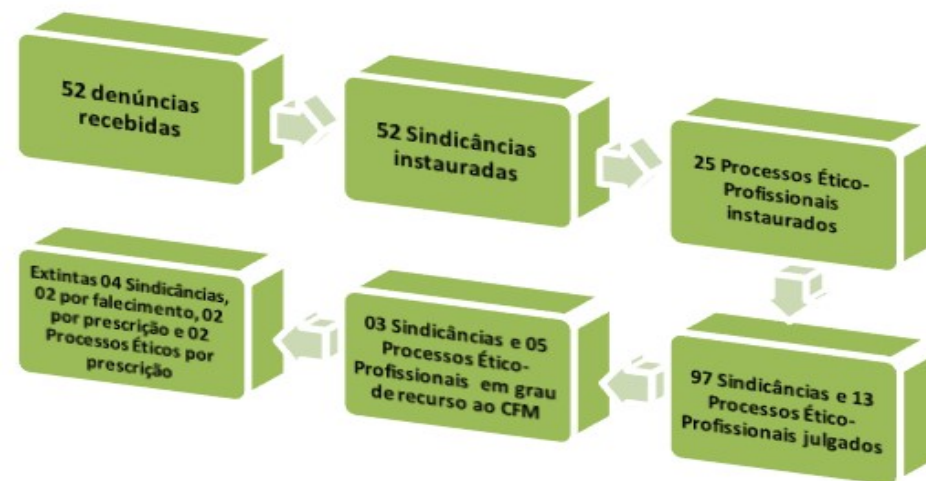 52 denúncias
recebidas
52 Sindicâncias
instauradas
25 Processos Ético-
Profissionais
instaurados
97 Sindicâncias e 13
Processos Ético-
Profissionais julgados
03 Sindicâncias e 05
Processos Ético-
Profissionais em grau
de recurso ao CFM
Extintas 04 Sindicâncias,
02 por falecimento, 02
por prescrição e 02
Processos Éticos por
prescrição